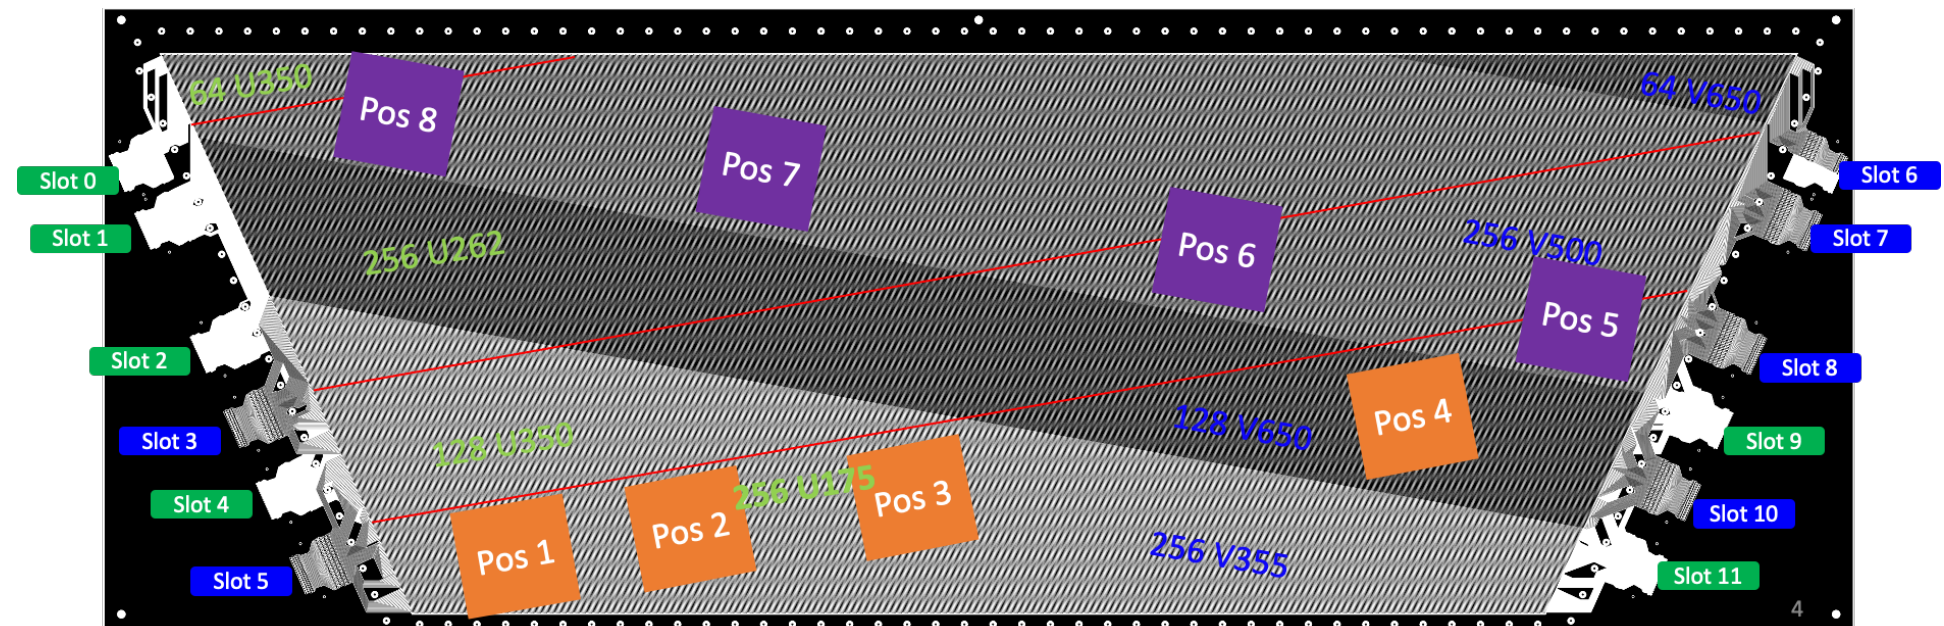 64 U350
Pos 8
64 V650
Pos 7
Slot 0
Slot 6
Slot 1
256 U262
Pos 6
256 V500
Slot 7
Pos 5
Slot 2
Slot 8
Slot 3
128 U350
128 V650
Pos 4
Slot 9
Slot 4
256 U175
Pos 3
Slot 10
Pos 1
Pos 2
256 V355
Slot 5
Slot 11
4